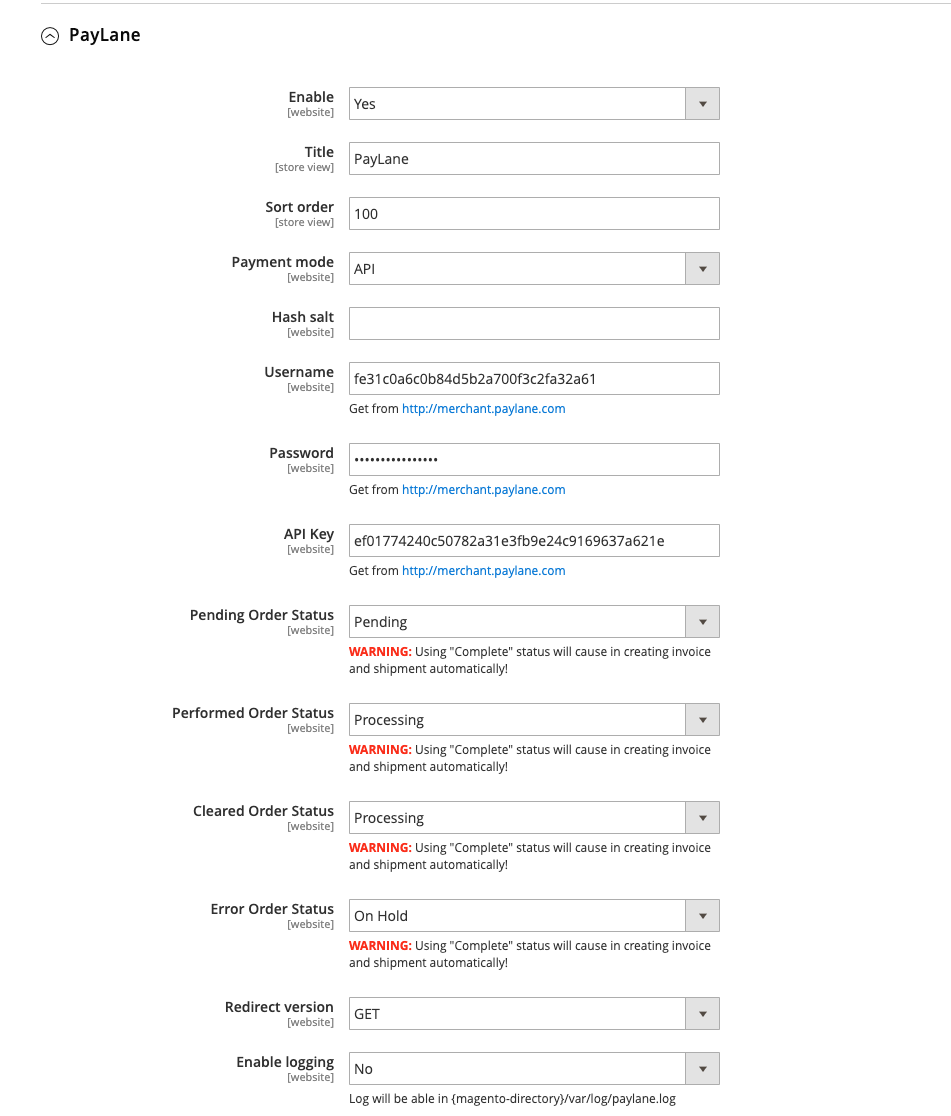 PayLane
Enable
[website]
Yes
Title
[store view]
PayLane
Sort order
[store view]
100
Payment mode
[website]
API
Hash salt
[website]
Username
[website]
fe31c0a6c0b84d5b2a700f3c2fa32a61
Get from http://merchant.paylane.com
Password
[website]
••••••••••••••••
Get from http://merchant.paylane.com
API Key
[website]
ef01774240c50782a31e3fb9e24c9169637a621e
Get from http://merchant.paylane.com
Pending Order Status
[website]
Pending
WARNING: Using "Complete" status will cause in creating invoice
and shipment automatically!
Performed Order Status
[website]
Processing
WARNING: Using "Complete" status will cause in creating invoice
and shipment automatically!
Cleared Order Status
[website]
Processing
WARNING: Using "Complete" status will cause in creating invoice
and shipment automatically!
Error Order Status
[website]
On Hold
WARNING: Using "Complete" status will cause in creating invoice
and shipment automatically!
Redirect version
[website]
GET
Enable logging
[website]
No
Log will be able in {magento-directory}/var/log/paylane.log